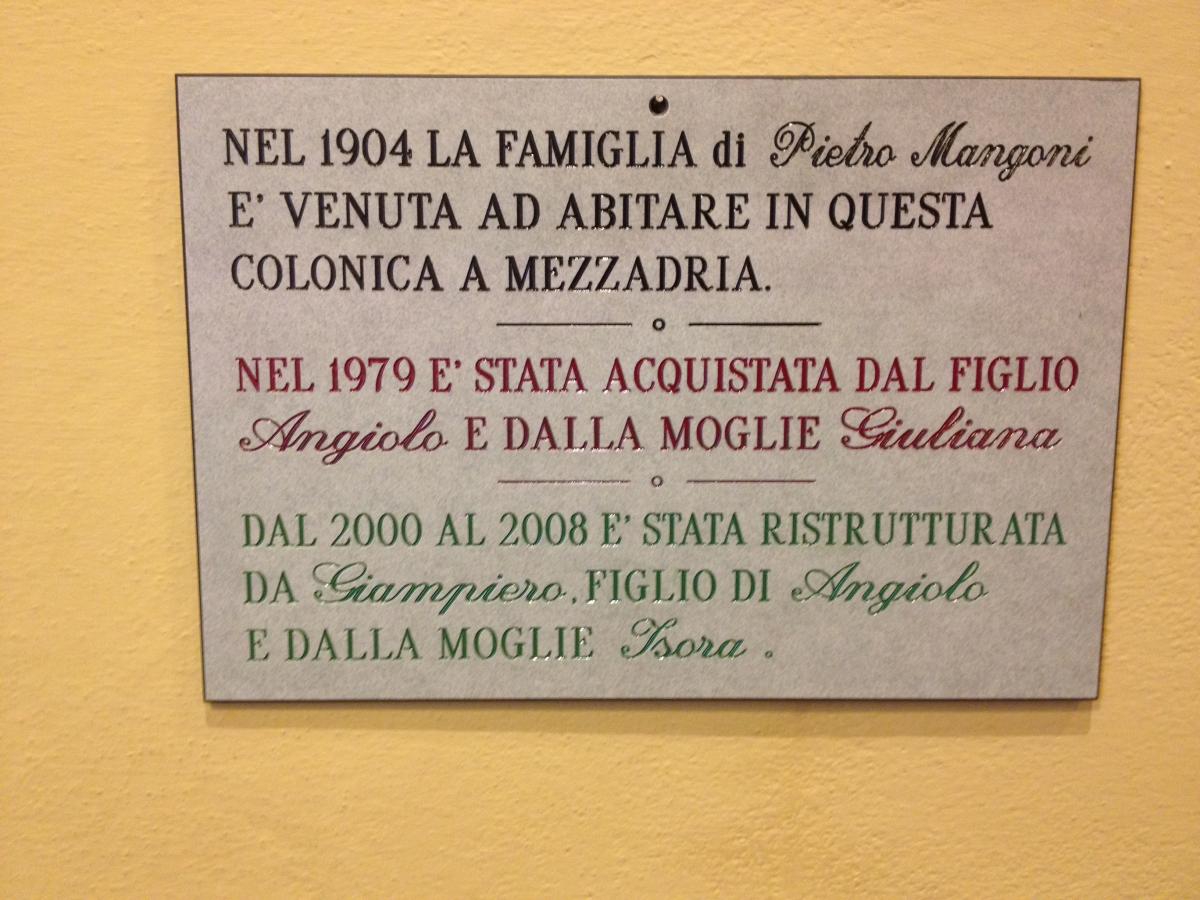 NEL 1904 LA FAMIGLIA di Pietro Mangoni
E' VENUTA AD ABITARE IN QUESTA
COLONICA A MEZZADRIA.
NEL 1979 E' STATA ACQUISTATA DAL FIGLIO
Angiolo E DALLA MOGLIE Giuliana
DAL 2000 AL 2008 E' STATA RISTRUTTURATA
DA Giampiero, FIGLIO DI Angiolo
E DALLA MOGLIE Isora .